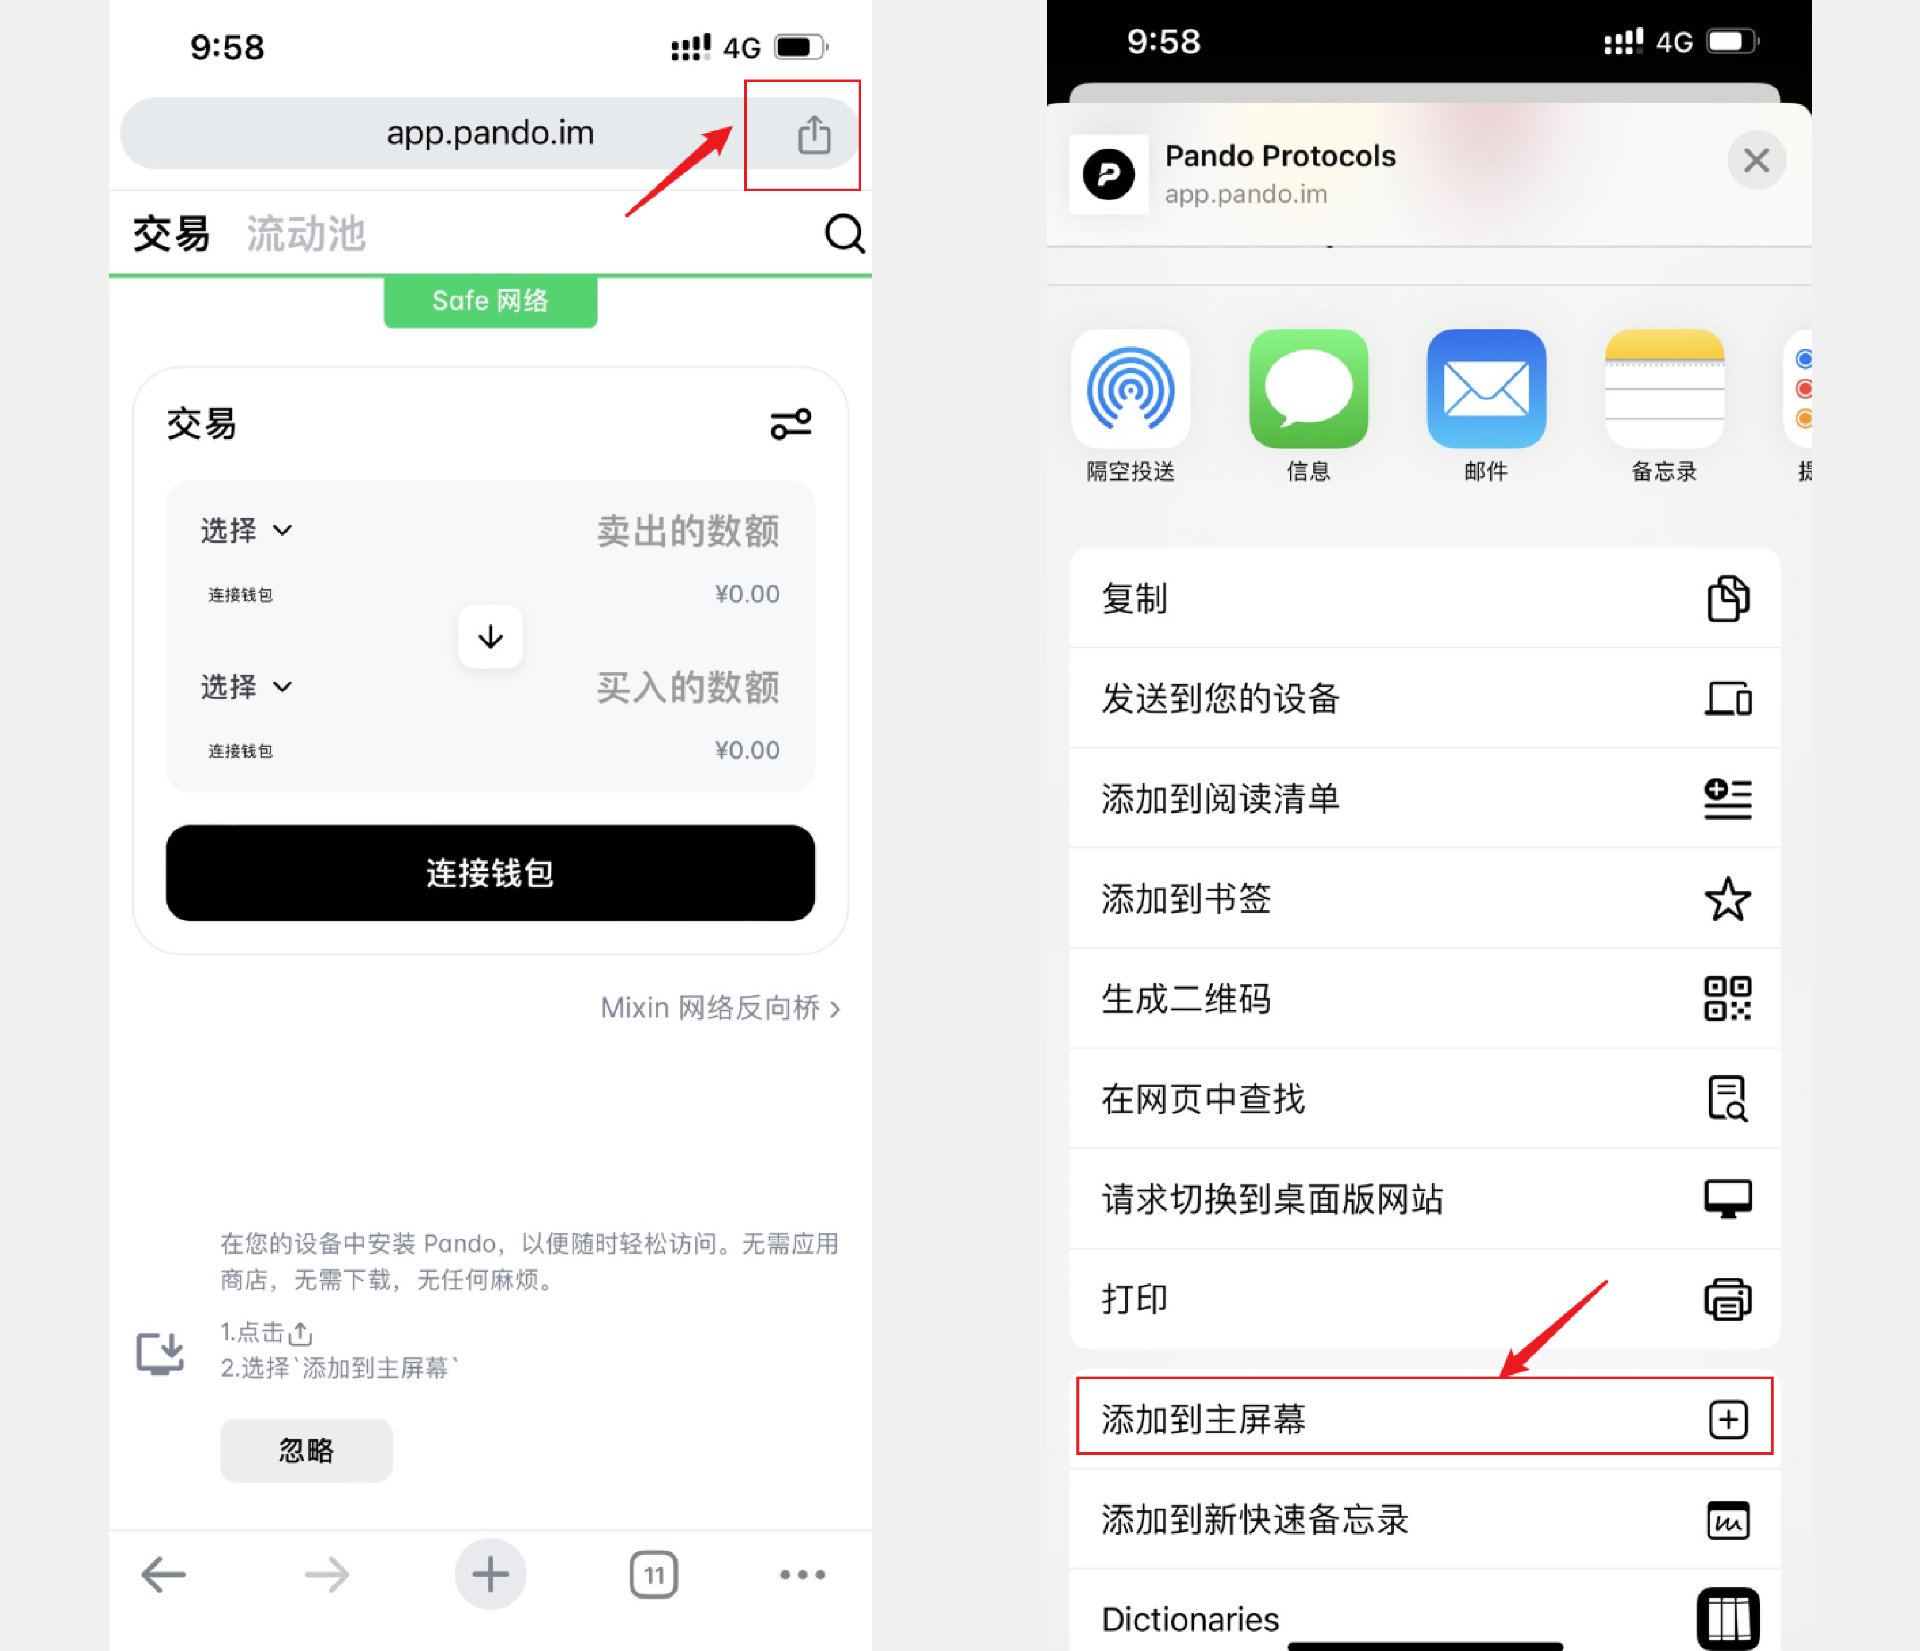 9:58
4G
app.pando.im
交易 流动池
Safe 网络
交易
选择 卖出的数额
连接钱包 ¥0.00
选择 买入的数额
连接钱包 ¥0.00
连接钱包
Mixin 网络反向桥 >
在您的设备中安装 Pando，以便随时轻松访问。无需应用
商店，无需下载，无任何麻烦。
1.点击
2.选择`添加到主屏幕`
忽略
11
9:58
4G
Pando Protocols
app.pando.im
隔空投送 信息 邮件 备忘录 提
复制
发送到您的设备
添加到阅读清单
添加到书签
生成二维码
在网页中查找
请求切换到桌面版网站
打印
添加到主屏幕
添加到新快速备忘录
Dictionaries